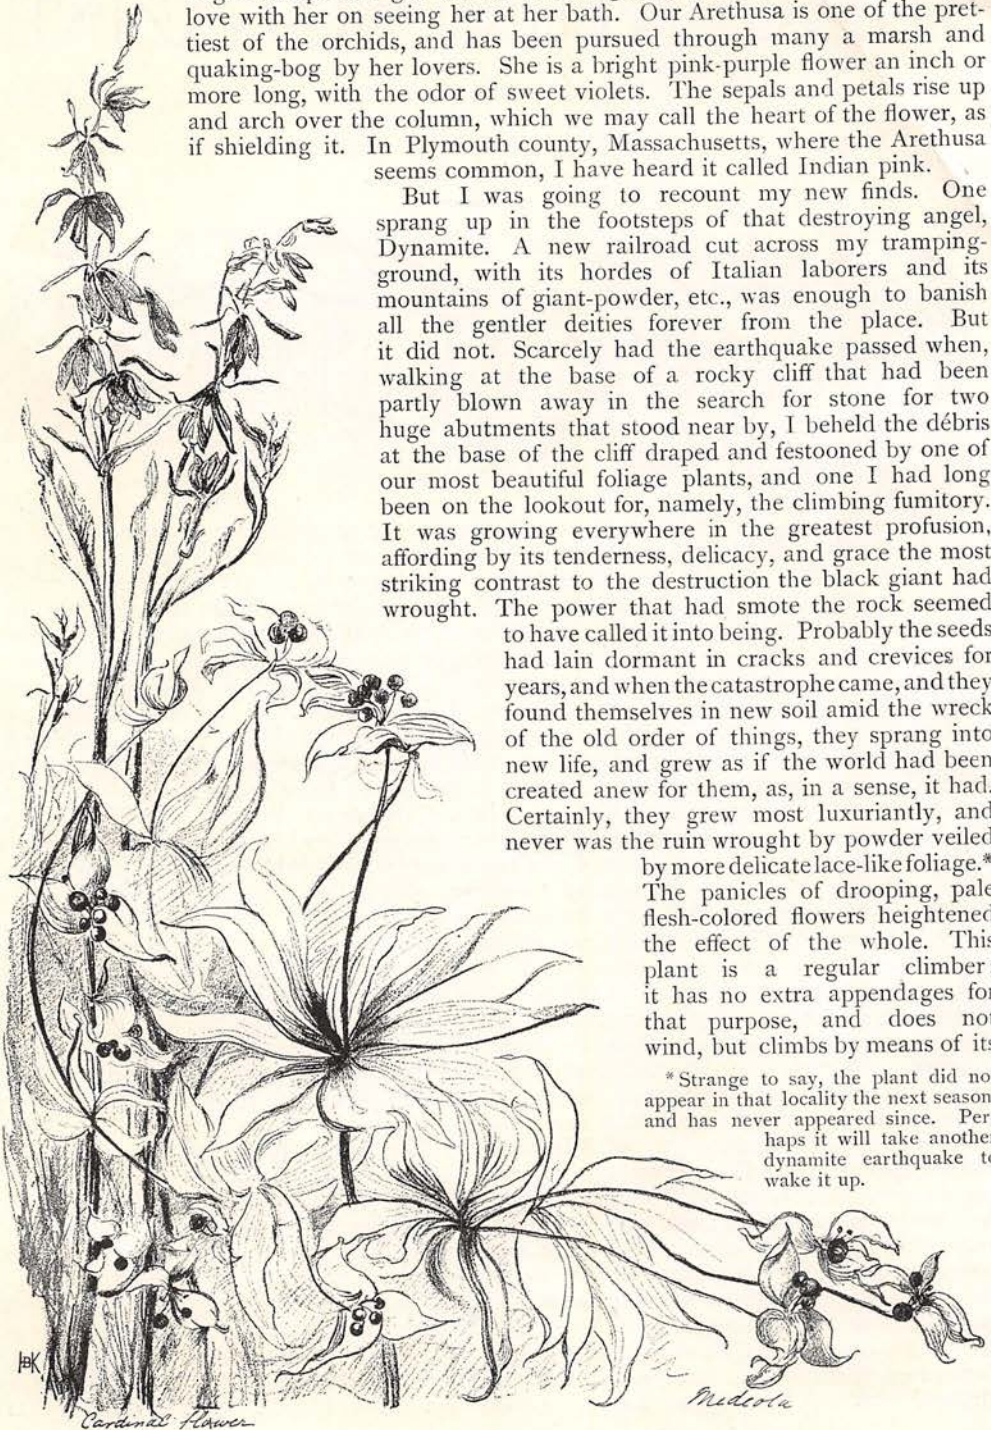 love with her on seeing her at her bath. Our Arethusa is one of the pret-
tiest of the orchids, and has been pursued through many a marsh and
quaking-bog by her lovers. She is a bright pink-purple flower an inch or
more long, with the odor of sweet violets. The sepals and petals rise up
and arch over the column, which we may call the heart of the flower, as
if shielding it. In Plymouth county, Massachusetts, where the Arethusa
seems common, I have heard it called Indian pink.
But I was going to recount my new finds. One
sprang up in the footsteps of that destroying angel,
Dynamite. A new railroad cut across my tramping-
ground, with its hordes of Italian laborers and its
mountains of giant-powder, etc., was enough to banish
all the gentler deities forever from the place. But
it did not. Scarcely had the earthquake passed when,
walking at the base of a rocky cliff that had been
partly blown away in the search for stone for two
huge abutments that stood near by, I beheld the débris
at the base of the cliff draped and festooned by one of
our most beautiful foliage plants, and one I had long
been on the lookout for, namely, the climbing fumitory.
It was growing everywhere in the greatest profusion,
affording by its tenderness, delicacy, and grace the most
striking contrast to the destruction the black giant had
wrought. The power that had smote the rock seemed
to have called it into being. Probably the seeds
had lain dormant in cracks and crevices for
years, and when the catastrophe came, and they
found themselves in new soil amid the wreck
of the old order of things, they sprang into
new life, and grew as if the world had been
created anew for them, as, in a sense, it had.
Certainly, they grew most luxuriantly, and
never was the ruin wrought by powder veiled
by more delicate lace-like foliage.*
The panicles of drooping, pale
flesh-colored flowers heightened
the effect of the whole. This
plant is a regular climber
it has no extra appendages for
that purpose, and does not
wind, but climbs by means of its
* Strange to say, the plant did no
appear in that locality the next season
and has never appeared since. Per
haps it will take another
dynamite earthquake to
wake it up.
HBK
Medeola
Cardinal flower